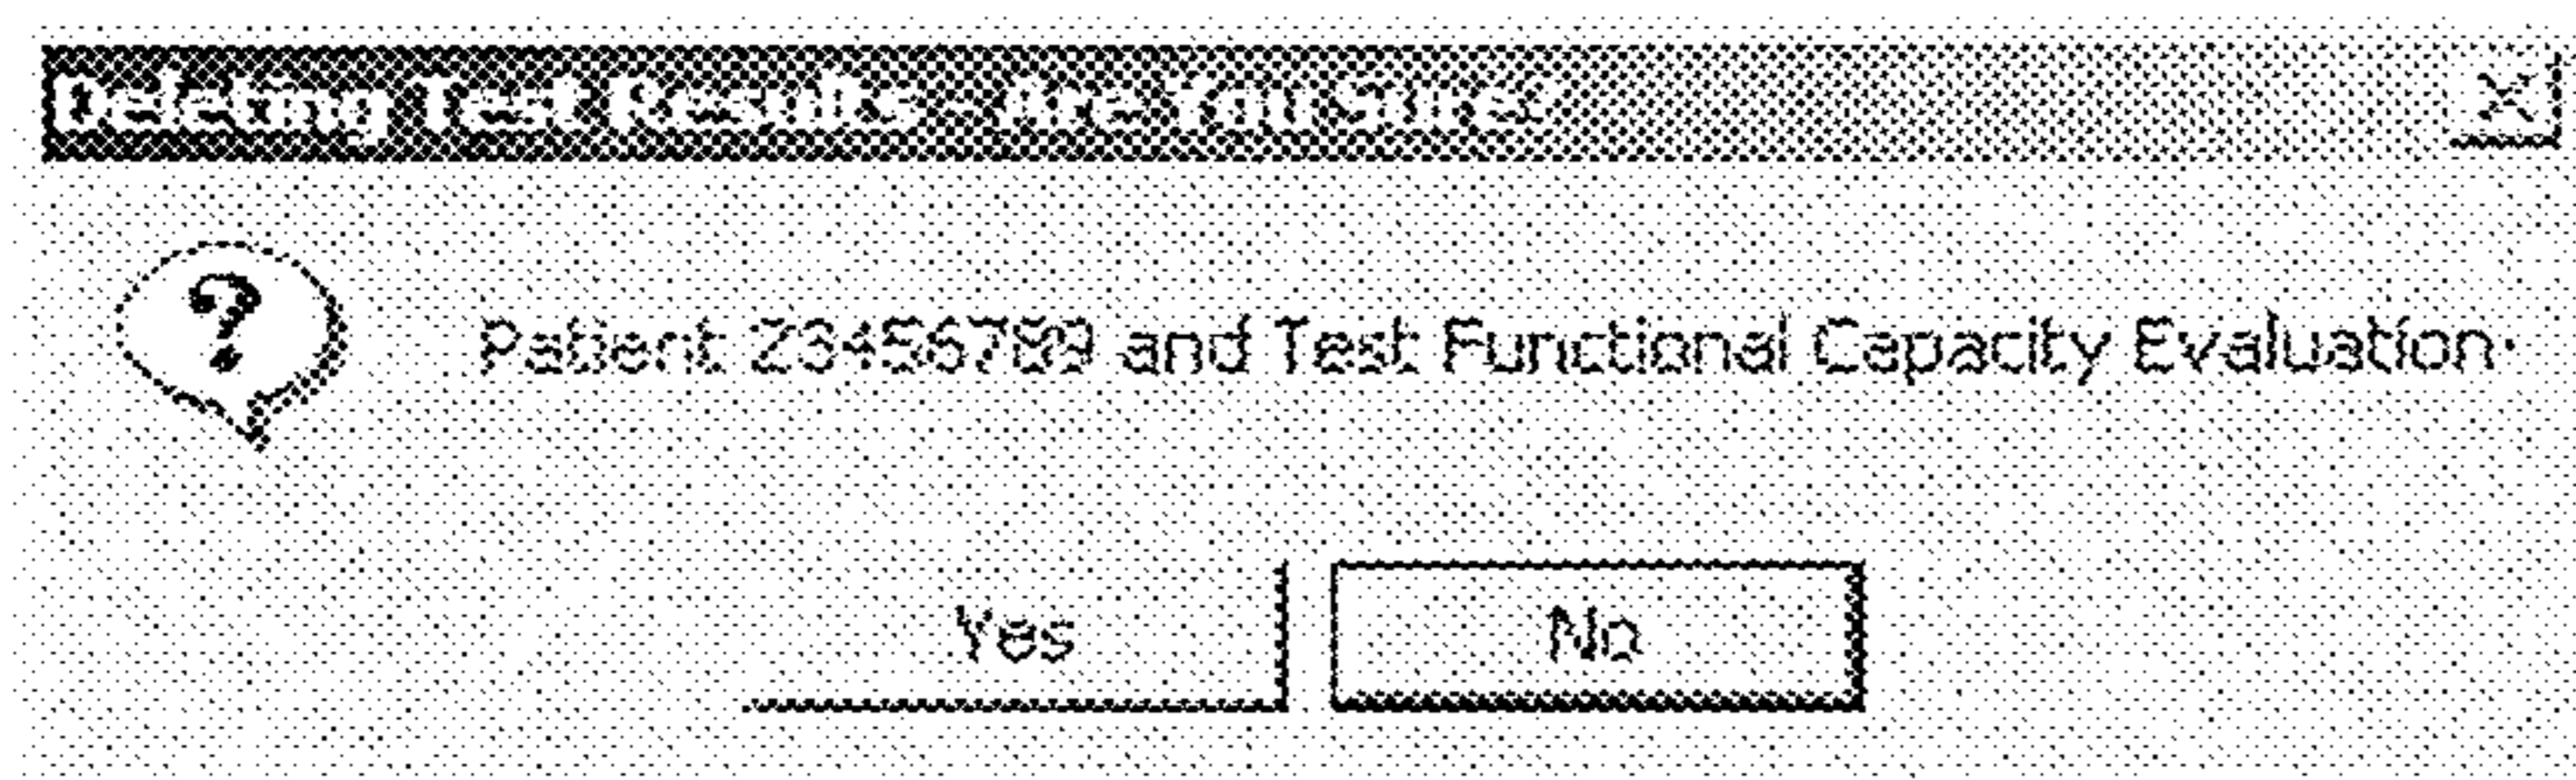 Deleting Test Results - Are You Sure?
Patient 23456789 and Test Functional Capacity Evaluation
Yes
No